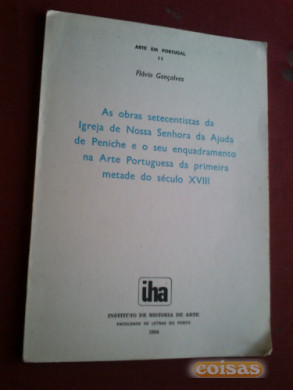 ARTE EM PORTUGAL
11
Flávio Gonçalves
As obras setecentistas da
Igreja de Nossa Senhora da Ajuda
de Peniche e o seu enquadramento
na Arte Portuguesa da primeira
metade do século XVIII
iha
INSTITUTO DE HISTORIA DE ARTE
FACULDADE DE LETRAS DO PORTO
coisas